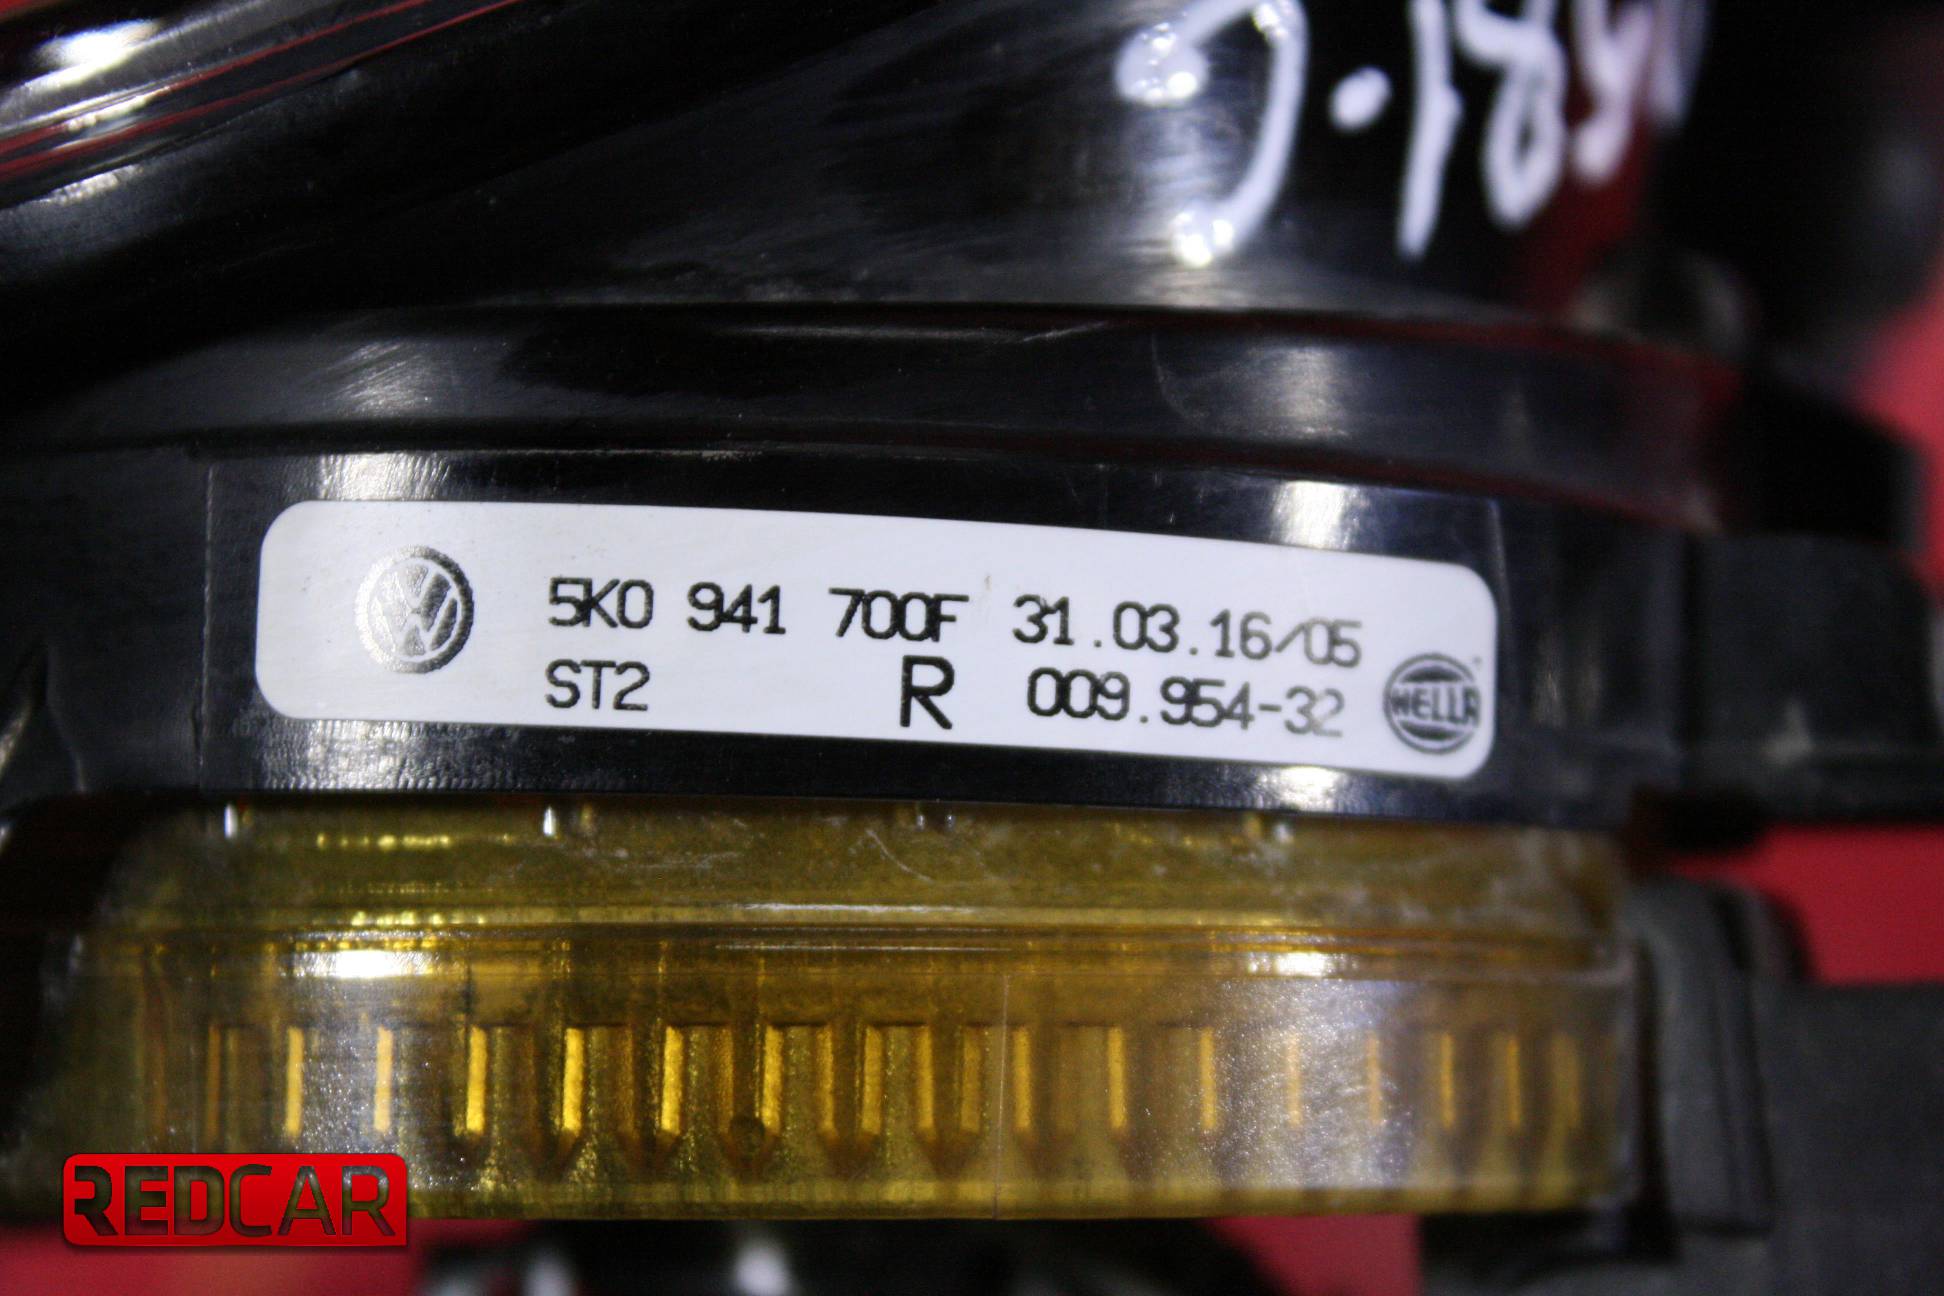 5K0 941 700F 31.03.16/05
ST2 R 009.954-32
HELLA
REDCAR